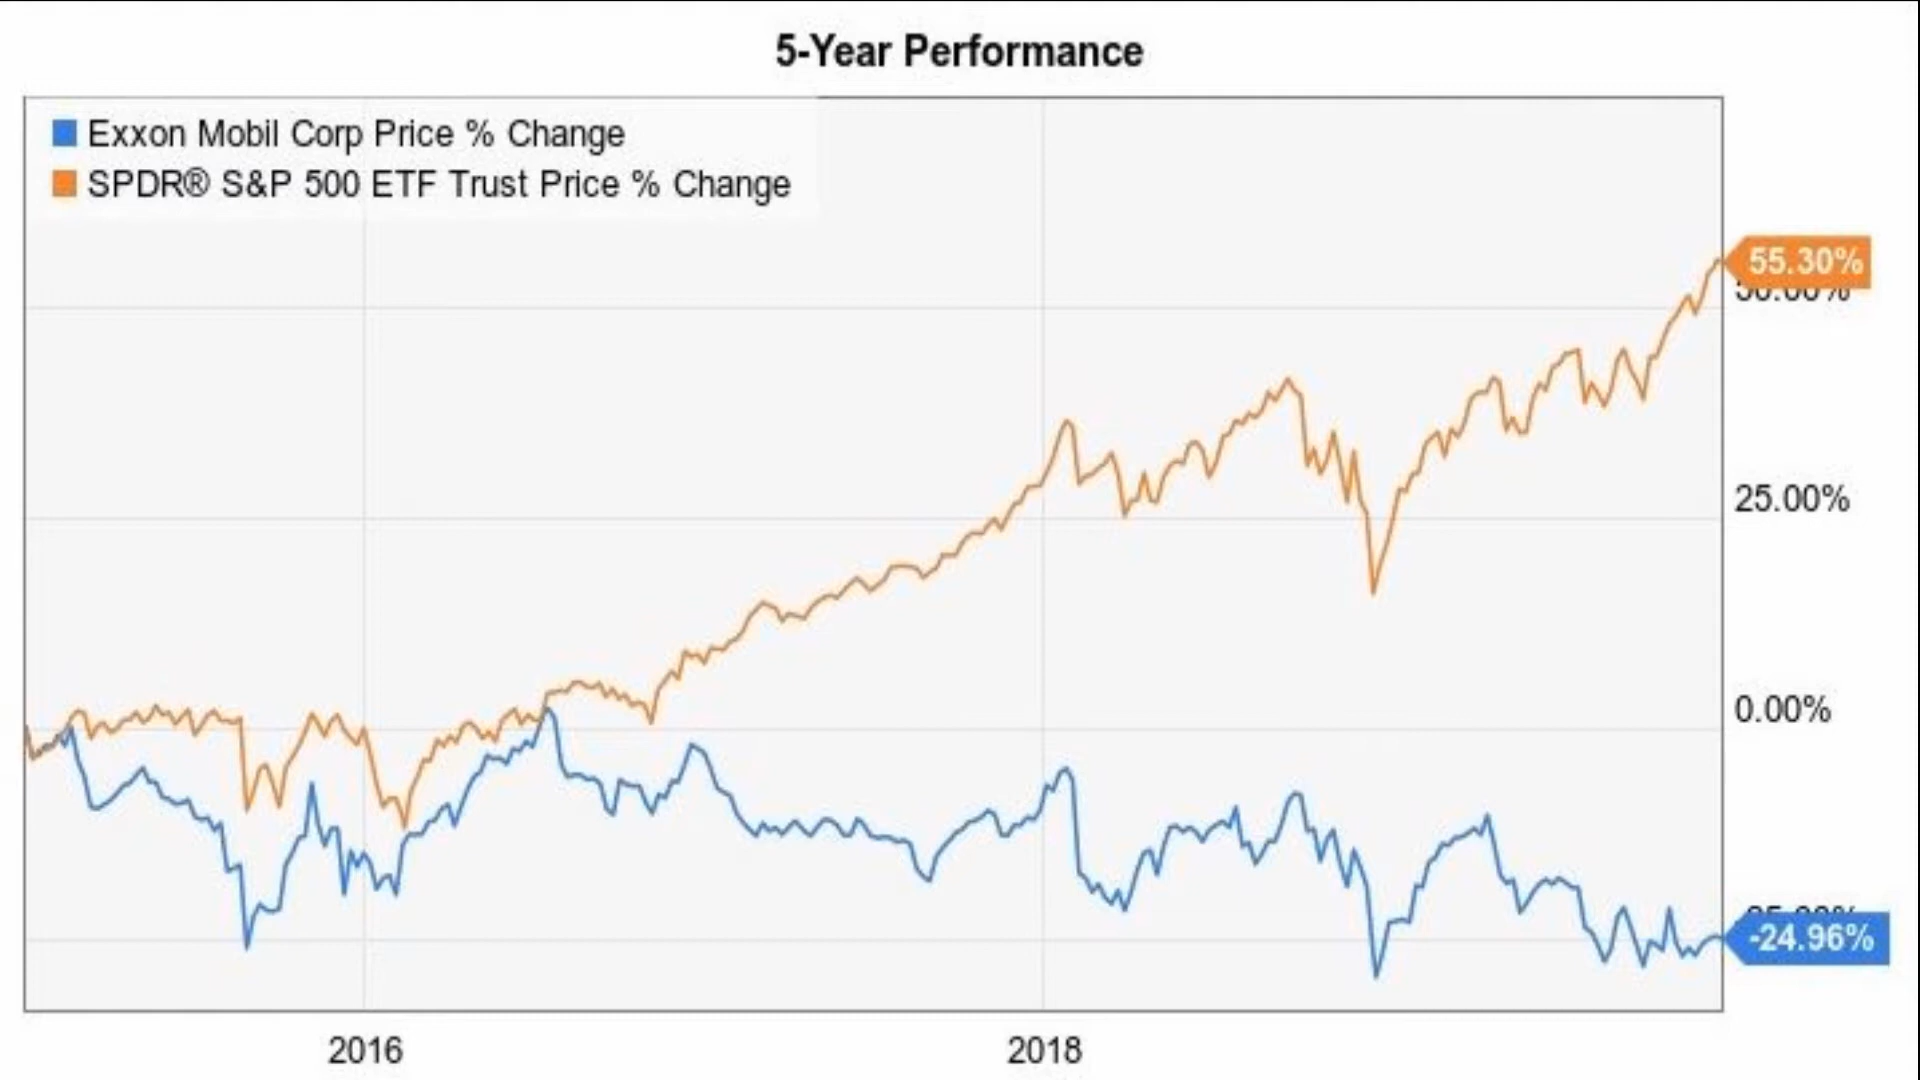 5-Year Performance
Exxon Mobil Corp Price % Change
SPDR® S&P 500 ETF Trust Price % Change
55.30%
25.00%
0.00%
-24.96%
2016
2018